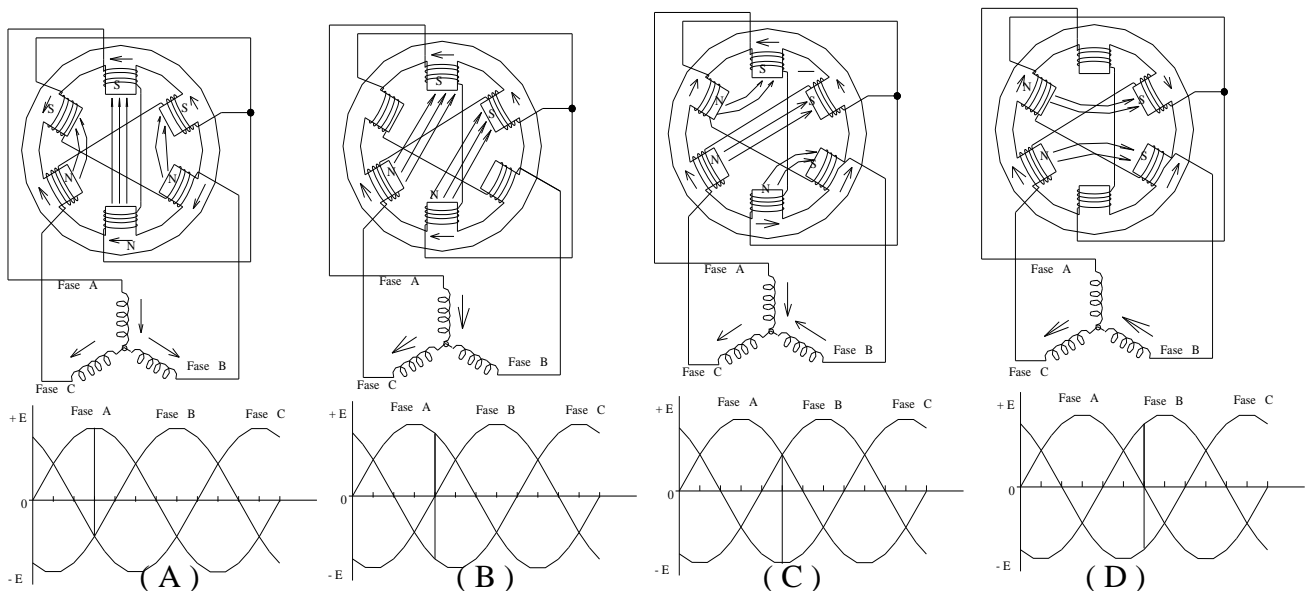 S
S
S
N
N
N
Fase A
Fase B
Fase C
+ E
Fase A
Fase B
Fase C
0
- E
( A )
S
S
N
N
Fase A
Fase B
Fase C
+ E
Fase A
Fase B
Fase C
0
- E
( B )
S
N
S
N
S
N
Fase A
Fase B
Fase C
+ E
Fase A
Fase B
Fase C
0
- E
( C )
N
S
N
S
Fase A
Fase B
Fase C
+ E
Fase A
Fase B
Fase C
0
- E
( D )